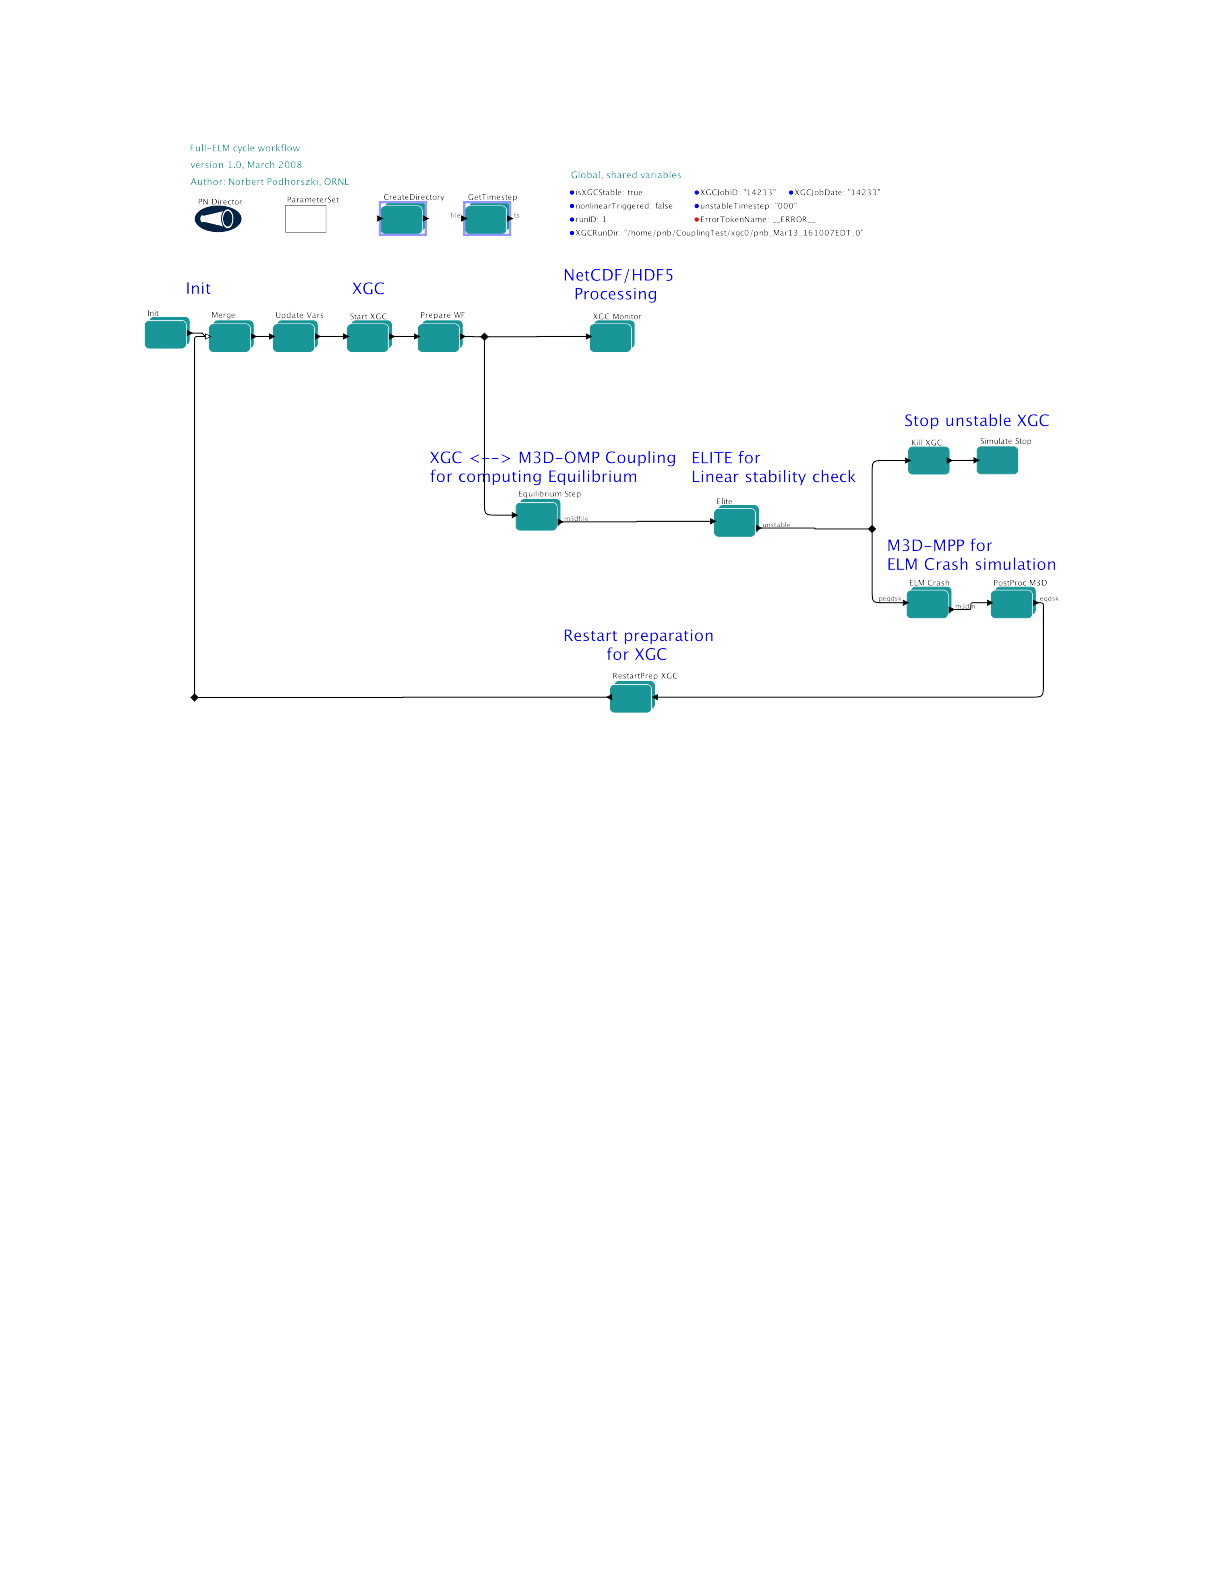 Full-ELM cycle workflow
version 1.0, March 2008
Author: Norbert Podhorszki, ORNL
PN Director
ParameterSet
CreateDirectory
GetTimestep
file
ts
Global, shared variables
isXGCStable: true
XGCJobID: "14233"
XGCJobDate: "14233"
nonlinearTriggered: false
unstableTimestep: "000"
runID: 1
ErrorTokenName: __ERROR__
XGCRunDir: "/home/pnb/CouplingTest/xgc0/pnb_Mar13_161007EDT_0"
Init
XGC
NetCDF/HDF5
Processing
Init
Merge
Update Vars
Start XGC
Prepare WF
XGC Monitor
Stop unstable XGC
Kill XGC
Simulate Stop
XGC <--> M3D-OMP Coupling
for computing Equilibrium
ELITE for
Linear stability check
Equilibrium Step
m3dfile
Elite
unstable
M3D-MPP for
ELM Crash simulation
ELM Crash
PostProc M3D
peqdsk
m3din
eqdsk
Restart preparation
for XGC
RestartPrep XGC